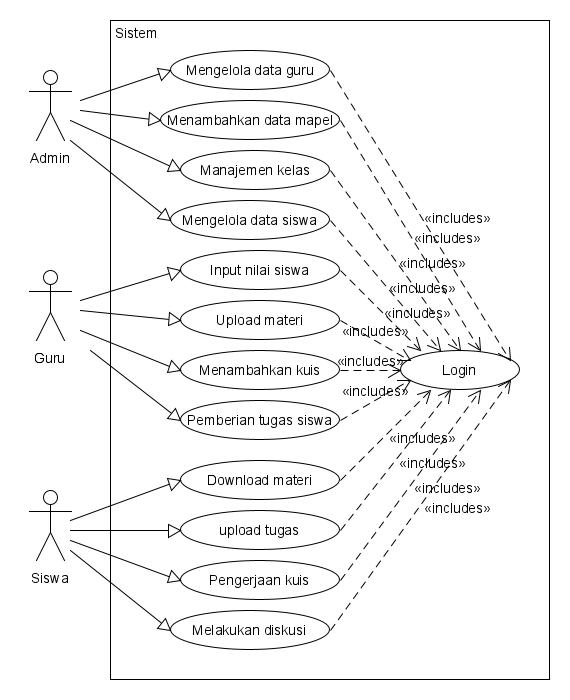 Sistem
Mengelola data guru
Menambahkan data mapel
Admin
Manajemen kelas
Mengelola data siswa
«includes»
«includes»
«includes»
Input nilai siswa
«includes»
Upload materi
«includes»
Guru
Menambahkan kuis
«includes»
Login
«includes»
Pemberian tugas siswa
«includes»
Download materi
«includes»
«includes»
upload tugas
«includes»
Siswa
Pengerjaan kuis
Melakukan diskusi